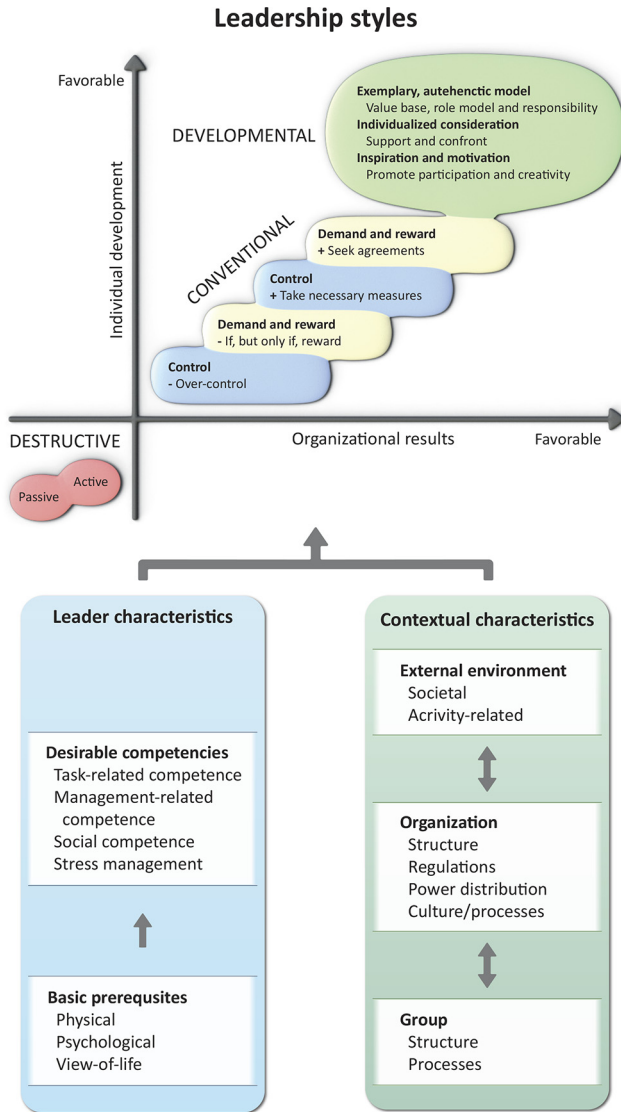 Leadership styles
Favorable
Individual development
DEVELOPMENTAL
Exemplary, autehenctic model
Value base, role model and responsibility
Individualized consideration
Support and confront
Inspiration and motivation
Promote participation and creativity
CONVENTIONAL
Demand and reward
+ Seek agreements
Control
+ Take necessary measures
Demand and reward
- If, but only if, reward
Control
- Over-control
DESTRUCTIVE
Organizational results
Favorable
Passive
Active
Leader characteristics
Desirable competencies
Task-related competence
Management-related
competence
Social competence
Stress management
Basic prerequsites
Physical
Psychological
View-of-life
Contextual characteristics
External environment
Societal
Acrivity-related
Organization
Structure
Regulations
Power distribution
Culture/processes
Group
Structure
Processes